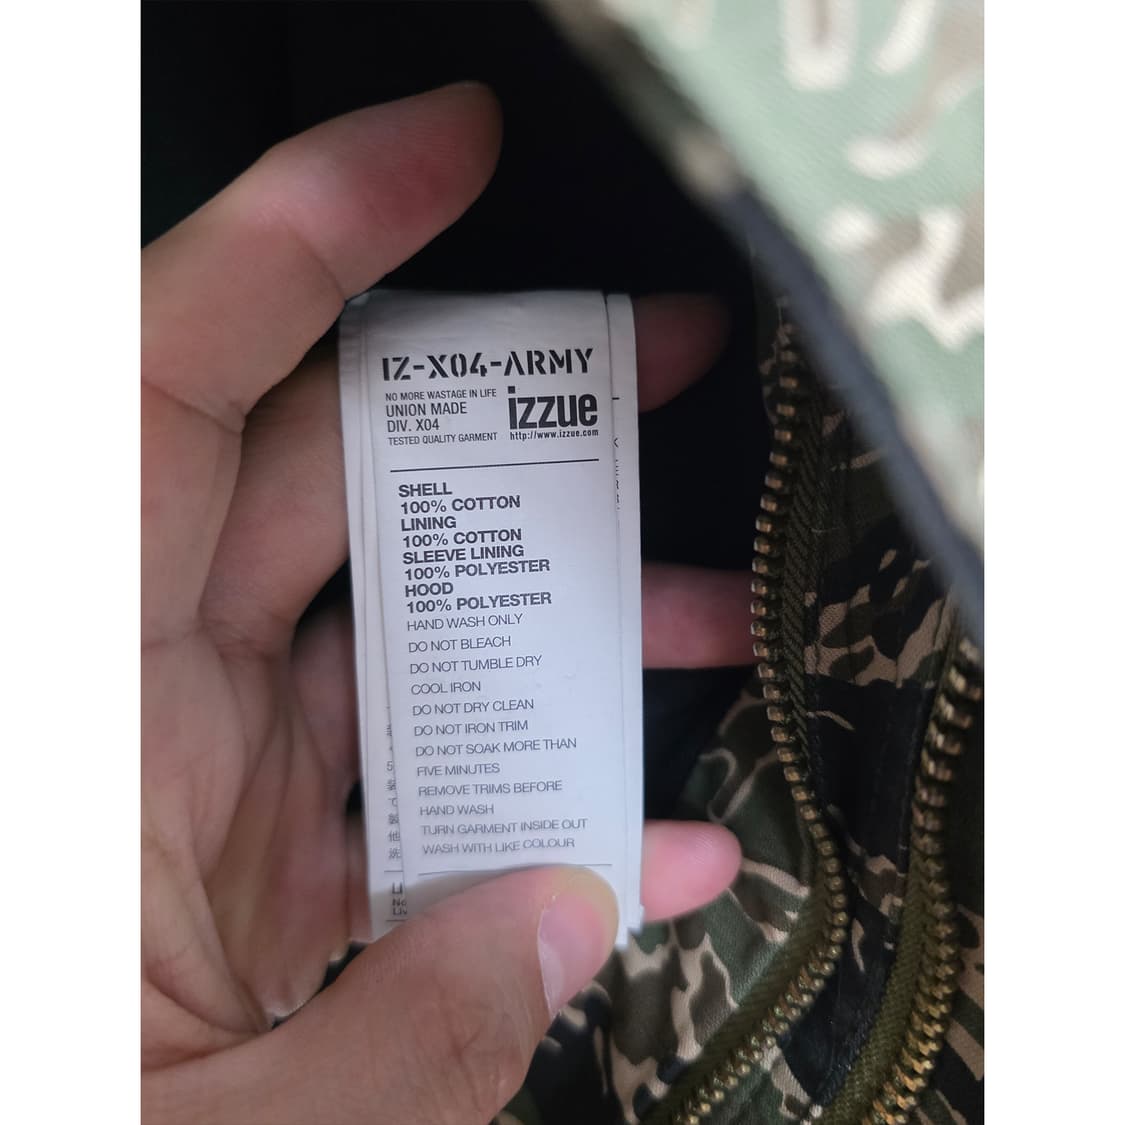 IZ-X04-ARMY
NO MORE WASTAGE IN LIFE
UNION MADE
DIV. X04
TESTED QUALITY GARMENT
izzue
http://www.izzue.com
SHELL
100% COTTON
LINING
100% COTTON
SLEEVE LINING
100% POLYESTER
HOOD
100% POLYESTER
HAND WASH ONLY
DO NOT BLEACH
DO NOT TUMBLE DRY
COOL IRON
DO NOT DRY CLEAN
DO NOT IRON TRIM
DO NOT SOAK MORE THAN
FIVE MINUTES
REMOVE TRIMS BEFORE
HAND WASH
TURN GARMENT INSIDE OUT
WASH WITH LIKE COLOUR